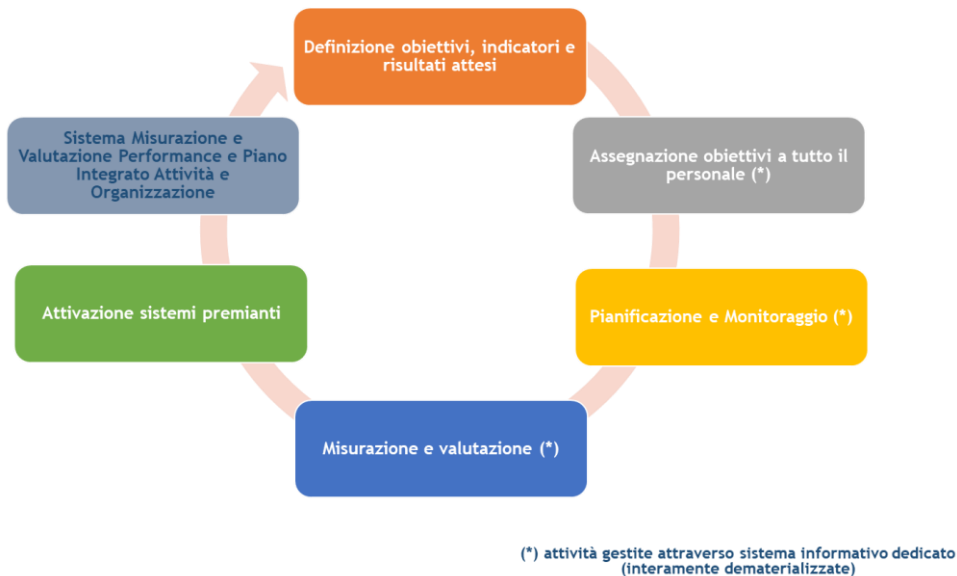 Definizione obiettivi, indicatori e
risultati attesi
Assegnazione obiettivi a tutto il
personale (*)
Pianificazione e Monitoraggio (*)
Misurazione e valutazione (*)
Attivazione sistemi premianti
Sistema Misurazione e
Valutazione Performance e Piano
Integrato Attività e
Organizzazione
(*) attività gestite attraverso sistema informativo dedicato
(interamente dematerializzate)